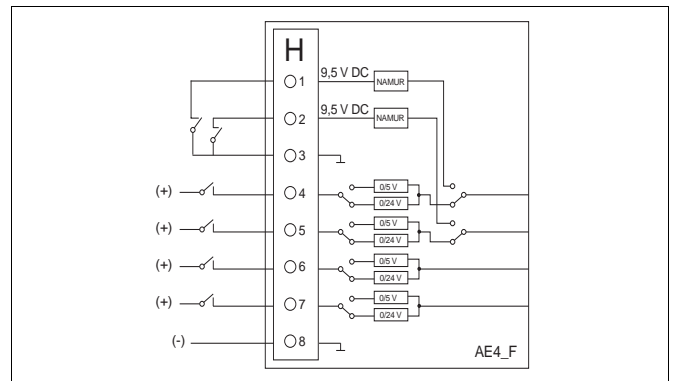 H
1 9,5 V DC NAMUR
2 9,5 V DC NAMUR
3
(+) 4 0/5 V
0/24 V
(+) 5 0/5 V
0/24 V
(+) 6 0/5 V
0/24 V
(+) 7 0/5 V
0/24 V
(-) 8
AE4_F